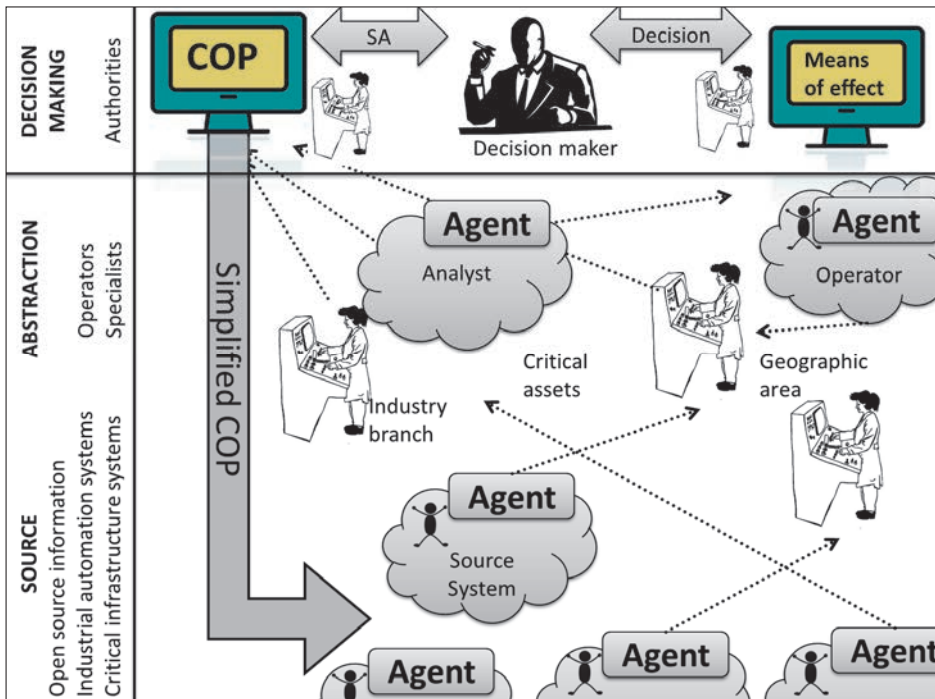 DECISION
MAKING
Authorities
COP
SA
Decision
Means
of effect
Decision maker
ABSTRACTION
Operators
Specialists
Simplified COP
Agent
Analyst
Agent
Operator
Industry
branch
Critical
assets
Geographic
area
SOURCE
Open source information
Industrial automation systems
Critical infrastructure systems
Agent
Source
System
Agent
Agent
Agent